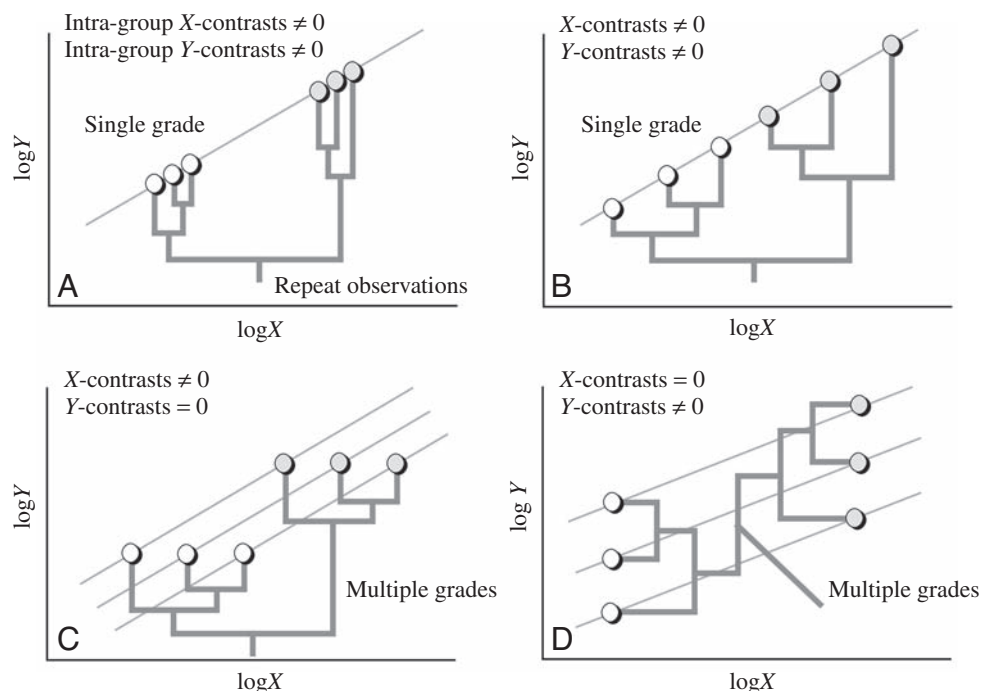 Intra-group X-contrasts ≠ 0
Intra-group Y-contrasts ≠ 0
Single grade
logY
A
Repeat observations
logX
X-contrasts ≠ 0
Y-contrasts ≠ 0
Single grade
logY
B
logX
X-contrasts ≠ 0
Y-contrasts = 0
logY
Multiple grades
C
logX
X-contrasts = 0
Y-contrasts ≠ 0
log Y
Multiple grades
D
logX